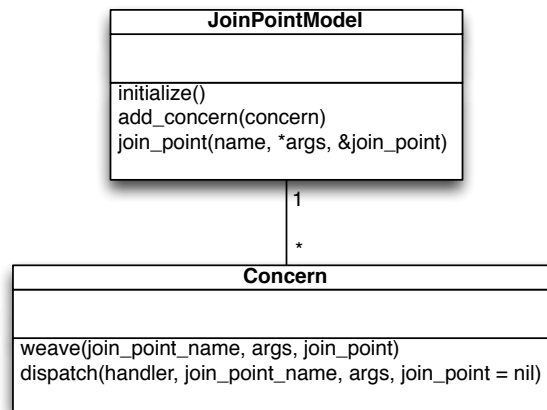 JoinPointModel
initialize()
add_concern(concern)
join_point(name, *args, &join_point)
1
*
Concern
weave(join_point_name, args, join_point)
dispatch(handler, join_point_name, args, join_point = nil)